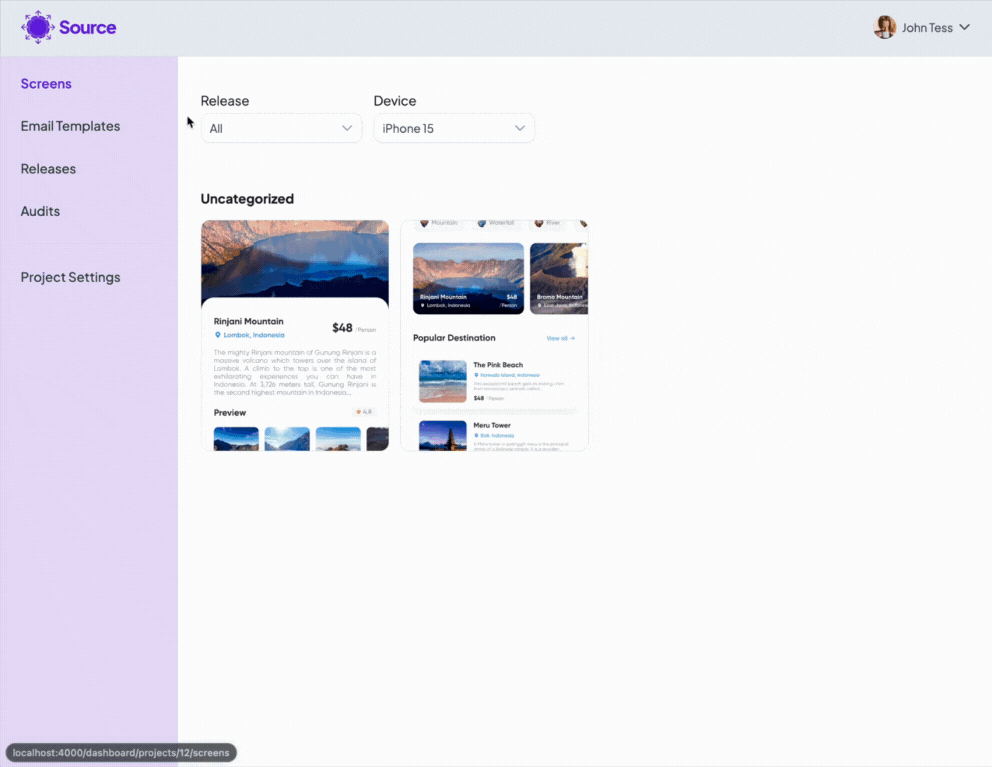 Source
John Tess
Screens
Email Templates
Releases
Audits
Project Settings
Release
Device
All
iPhone 15
Uncategorized
Rinjani Mountain
$48 /Person
Lombok, Indonesia
The mighty Rinjani mountain of Gunung Rinjani is a
massive volcano which towers over the island of
Lombok. A climb to the top is one of the most
exhilarating experiences you can have in
Indonesia. At 3,726 meters tall, Gunung Rinjani is
the second highest mountain in Indonesia...
Preview
4,8
Mountain
Waterfall
River
Rinjani Mountain
$48
Lombok, Indonesia
/Person
Bromo Mountain
Popular Destination
View all →
The Pink Beach
Komodo Island, Indonesia
$48 /Person
Meru Tower
Bali, Indonesia
localhost:4000/dashboard/projects/12/screens